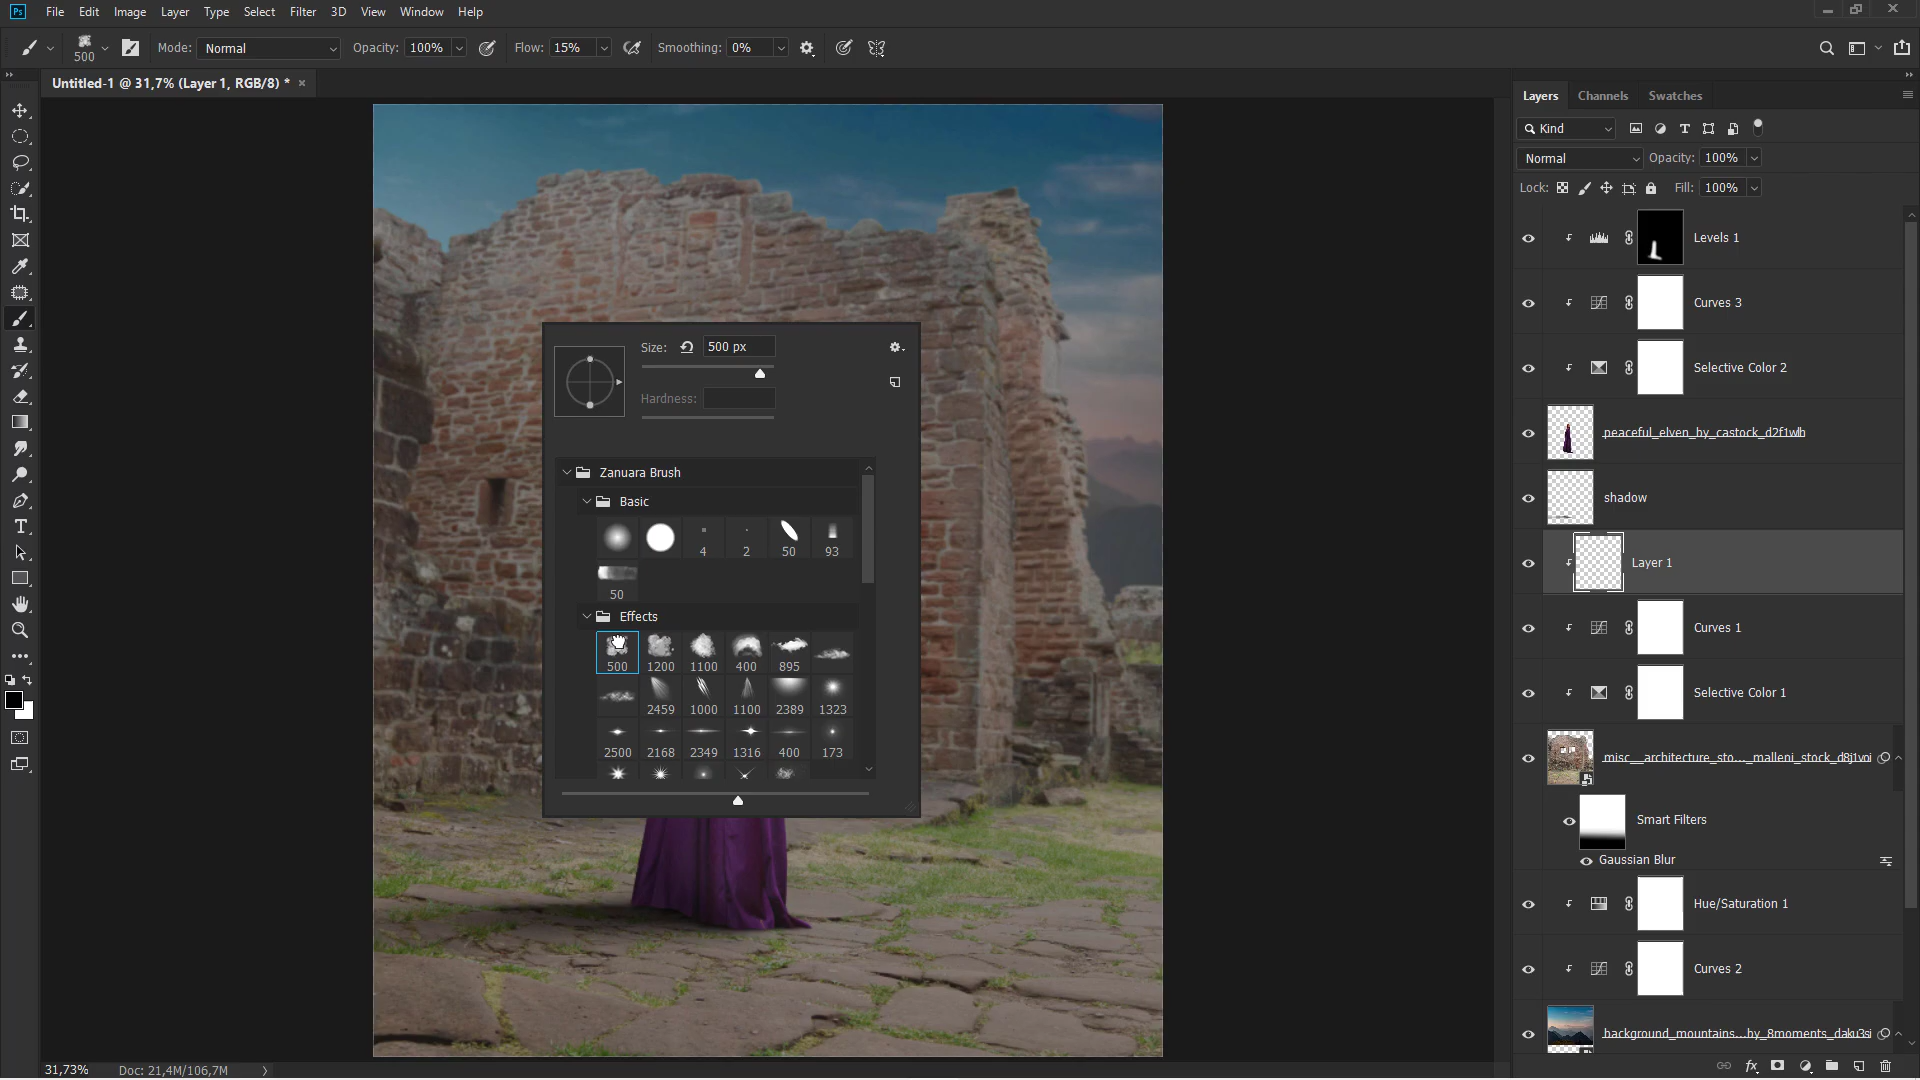 Ps File Edit Image Layer Type Select Filter 3D View Window Help
500 Mode: Normal Opacity: 100% Flow: 15% Smoothing: 0%
Untitled-1 @ 31,7% (Layer 1, RGB/8) * ×
Layers Channels Swatches
Kind
Normal Opacity: 100%
Lock: Fill: 100%
Levels 1
Curves 3
Selective Color 2
peaceful_elven_by_castock_d2f1wlh
shadow
Layer 1
Curves 1
Selective Color 1
misc__architecture_sto..._malleni_stock_d8j1voi
Smart Filters
Gaussian Blur
Hue/Saturation 1
Curves 2
background_mountains...by_8moments_daku3si
Size: 500 px
Hardness:
Zanuara Brush
Basic
4 2 50 93
50
Effects
500 1200 1100 400 895
2459 1000 1100 2389 1323
2500 2168 2349 1316 400 173
31,73% Doc: 21,4M/106,7M